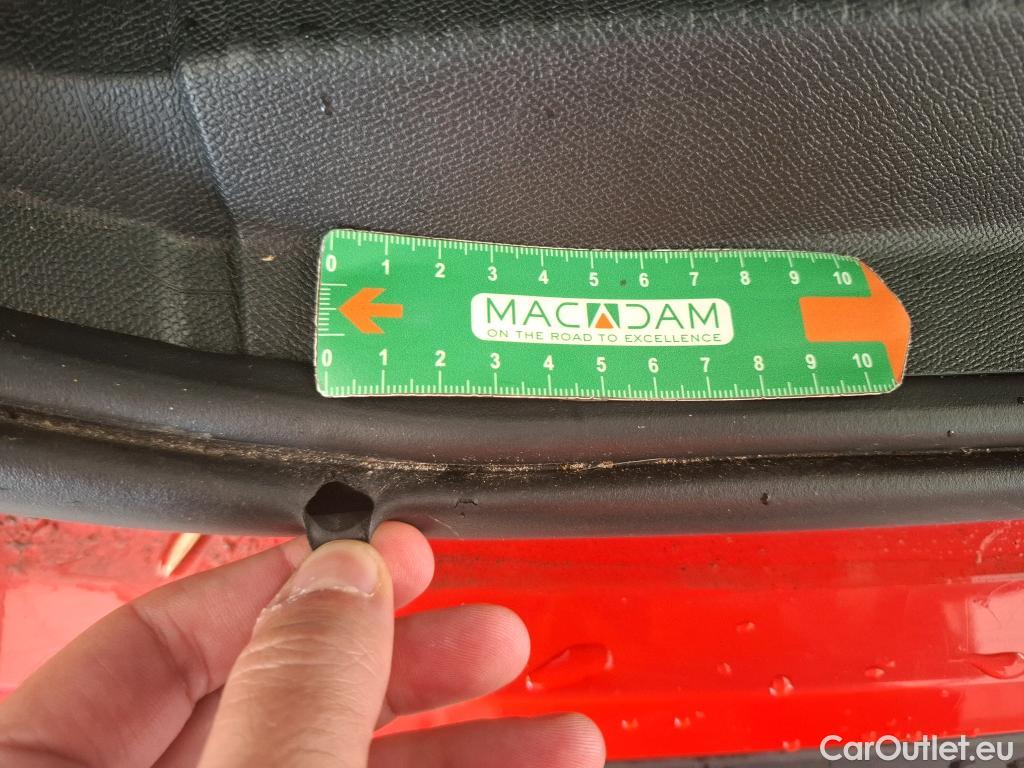 0 1 2 3 4 5 6 7 8 9 10
MACADAM
ON THE ROAD TO EXCELLENCE
0 1 2 3 4 5 6 7 8 9 10
CarOutlet.eu